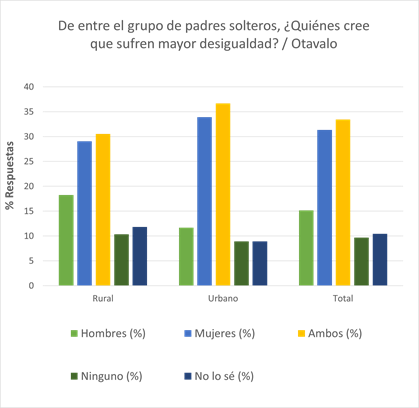 De entre el grupo de padres solteros, ¿Quiénes cree
que sufren mayor desigualdad? / Otavalo
% Respuestas
40
35
30
25
20
15
10
5
0
Rural Urbano Total
Hombres (%) Mujeres (%) Ambos (%)
Ninguno (%) No lo sé (%)